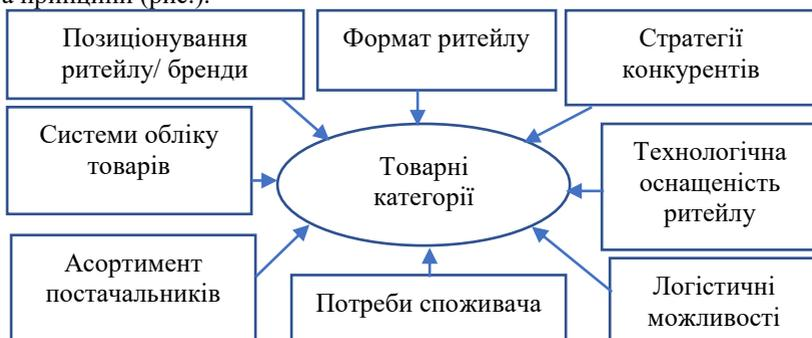 а принципи (рис.).
Позиціонування
ритейлу/ бренди
Формат ритейлу
Стратегії
конкурентів
Системи обліку
товарів
Товарні
категорії
Технологічна
оснащеність
ритейлу
Асортимент
постачальників
Потреби споживача
Логістичні
можливості